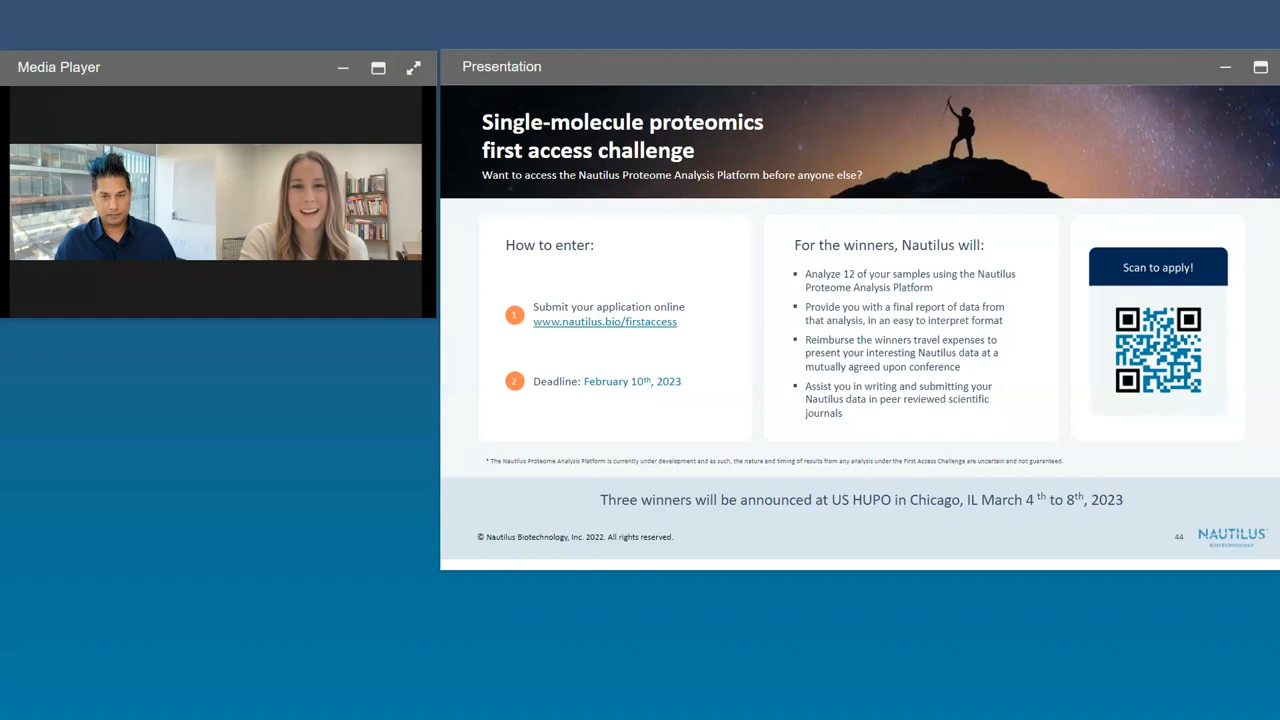 Media Player
Presentation
Single-molecule proteomics
first access challenge
Want to access the Nautilus Proteome Analysis Platform before anyone else?
How to enter:
1 Submit your application online
www.nautilus.bio/firstaccess
2 Deadline: February 10th, 2023
For the winners, Nautilus will:
▪ Analyze 12 of your samples using the Nautilus
Proteome Analysis Platform
▪ Provide you with a final report of data from
that analysis, in an easy to interpret format
▪ Reimburse the winners travel expenses to
present your interesting Nautilus data at a
mutually agreed upon conference
▪ Assist you in writing and submitting your
Nautilus data in peer reviewed scientific
journals
Scan to apply!
* The Nautilus Proteome Analysis Platform is currently under development and as such, the nature and timing of results from any analysis under the First Access Challenge are uncertain and not guaranteed.
Three winners will be announced at US HUPO in Chicago, IL March 4 th to 8th, 2023
© Nautilus Biotechnology, Inc. 2022. All rights reserved.
44
NAUTILUS
BIOTECHNOLOGY